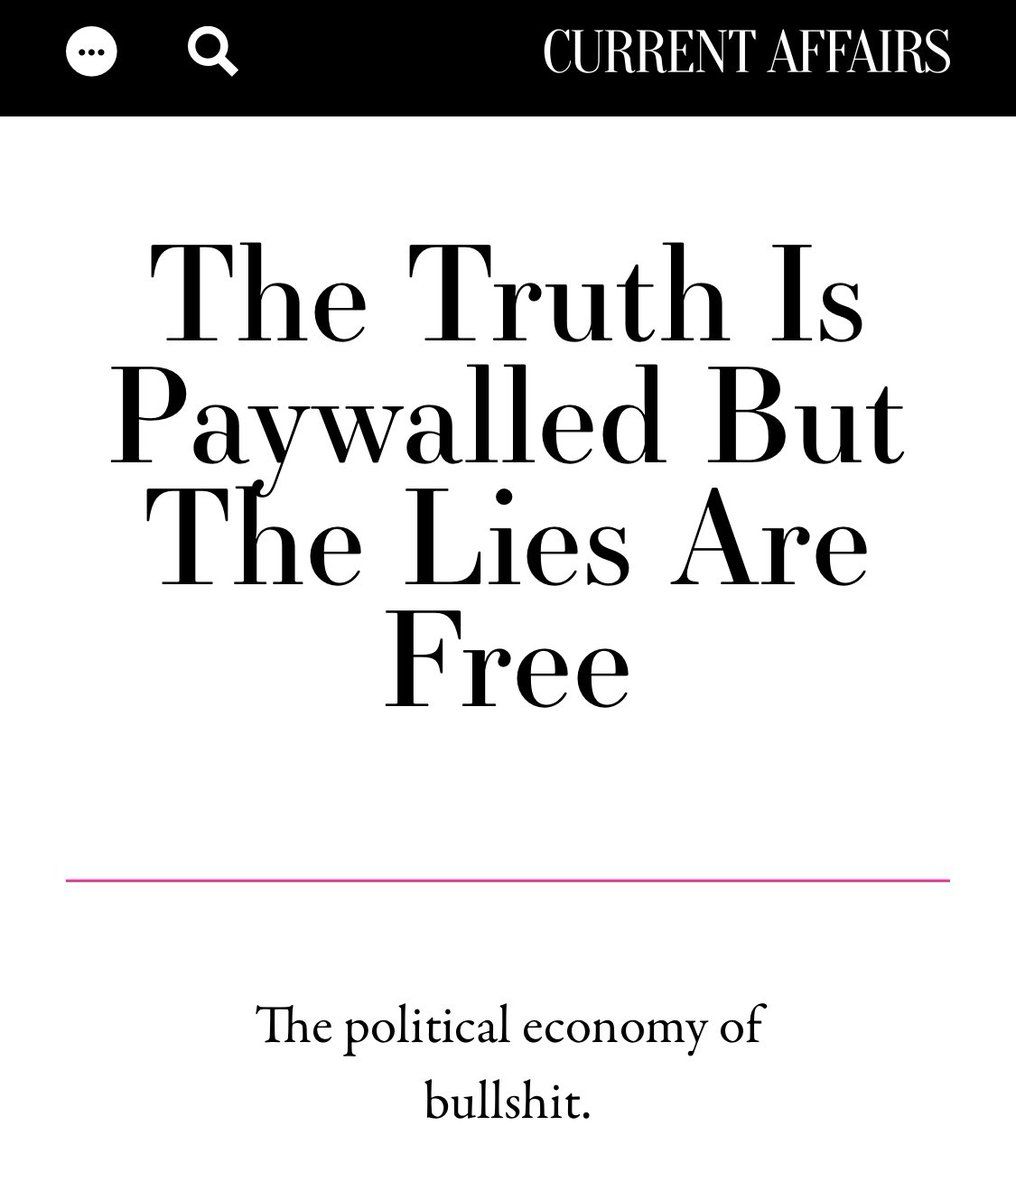 CURRENT AFFAIRS
The Truth Is
Paywalled But
The Lies Are
Free
The political economy of
bullshit.